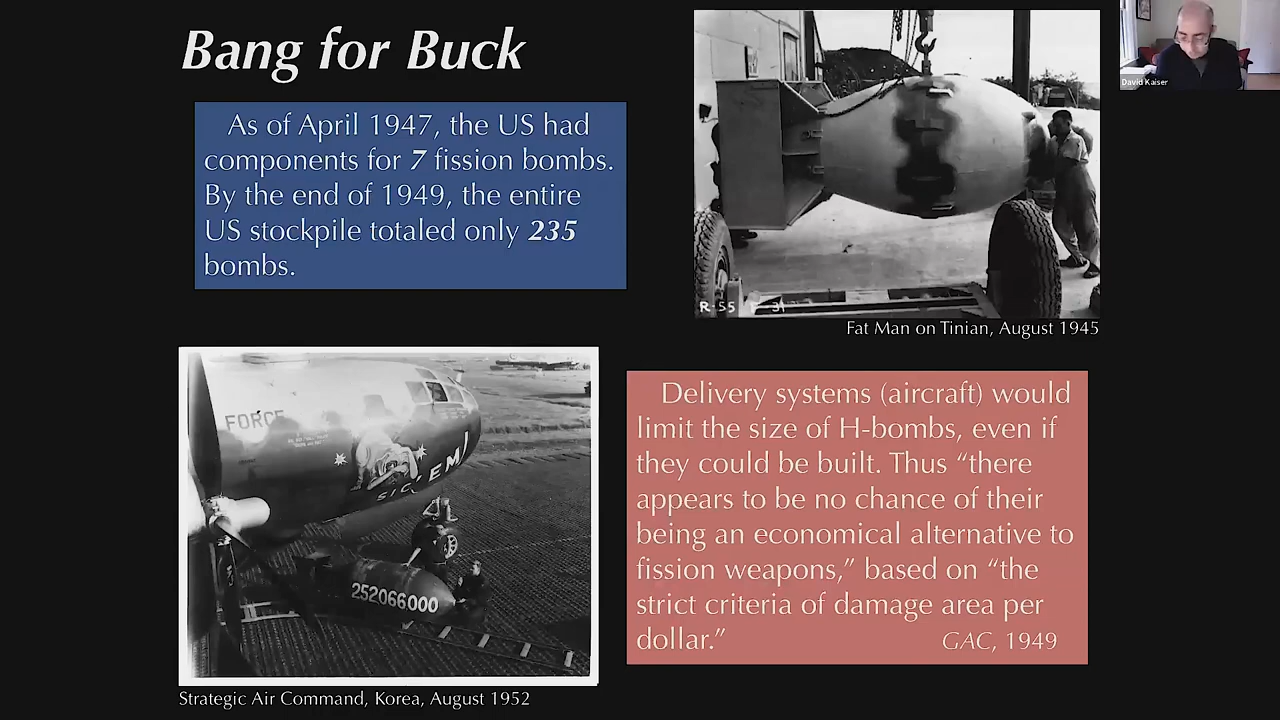 Bang for Buck
As of April 1947, the US had
components for 7 fission bombs.
By the end of 1949, the entire
US stockpile totaled only 235
bombs.
R-55
Fat Man on Tinian, August 1945
David Kaiser
FORCE
SIC 'EM!
252066000
Strategic Air Command, Korea, August 1952
Delivery systems (aircraft) would
limit the size of H-bombs, even if
they could be built. Thus “there
appears to be no chance of their
being an economical alternative to
fission weapons,” based on “the
strict criteria of damage area per
dollar.”
GAC, 1949